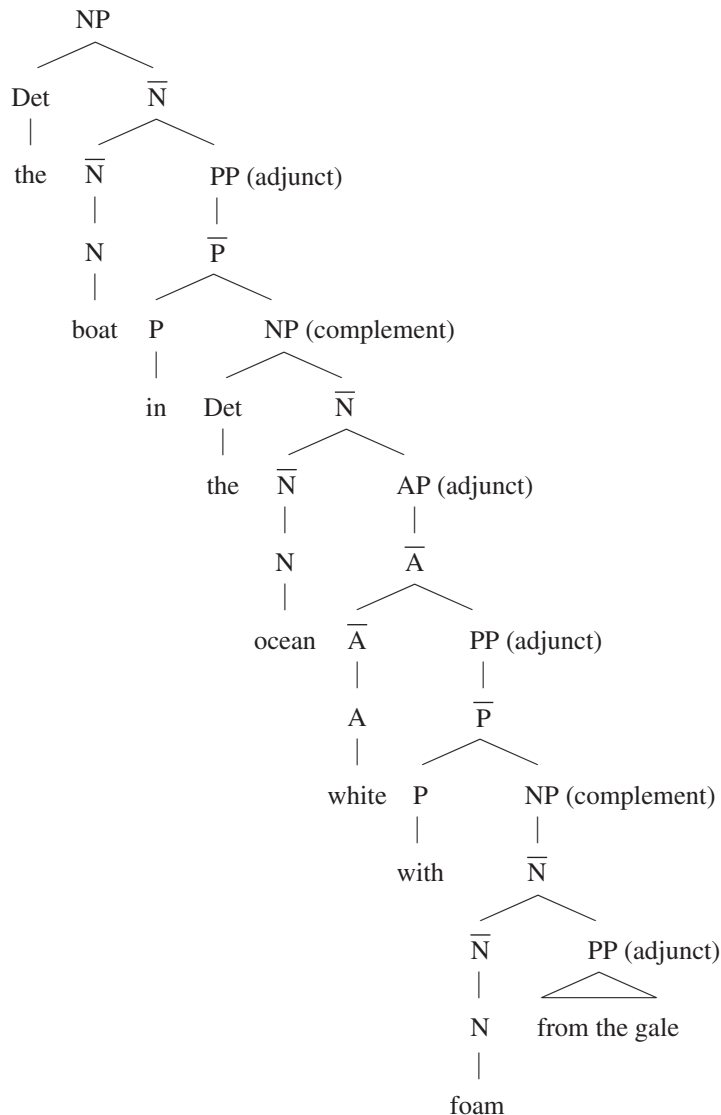 NP
Det N̅
the N̅ PP (adjunct)
N P̅
boat P NP (complement)
in Det N̅
the N̅ AP (adjunct)
N A̅
ocean A̅ PP (adjunct)
A P̅
white P NP (complement)
with N̅
N̅ PP (adjunct)
N from the gale
foam